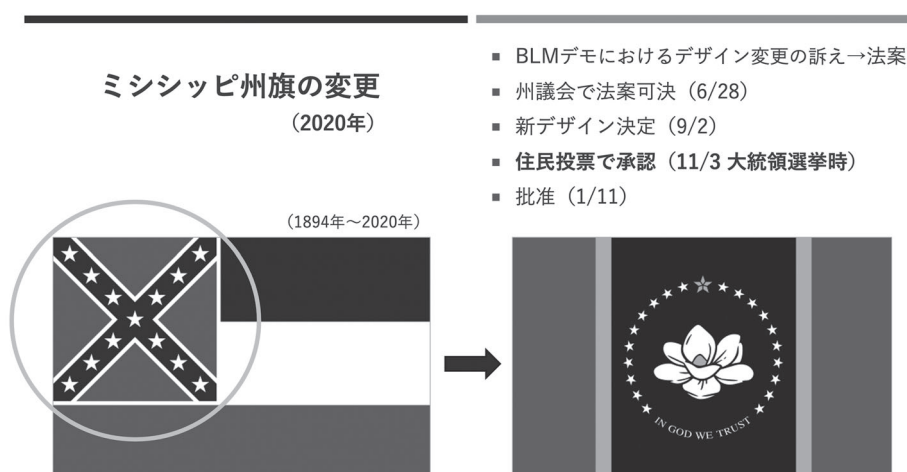 ミシシッピ州旗の変更
（2020年）
■ BLMデモにおけるデザイン変更の訴え→法案
■ 州議会で法案可決（6/28）
■ 新デザイン決定（9/2）
■ 住民投票で承認（11/3 大統領選挙時）
■ 批准（1/11）
（1894年～2020年）
IN GOD WE TRUST